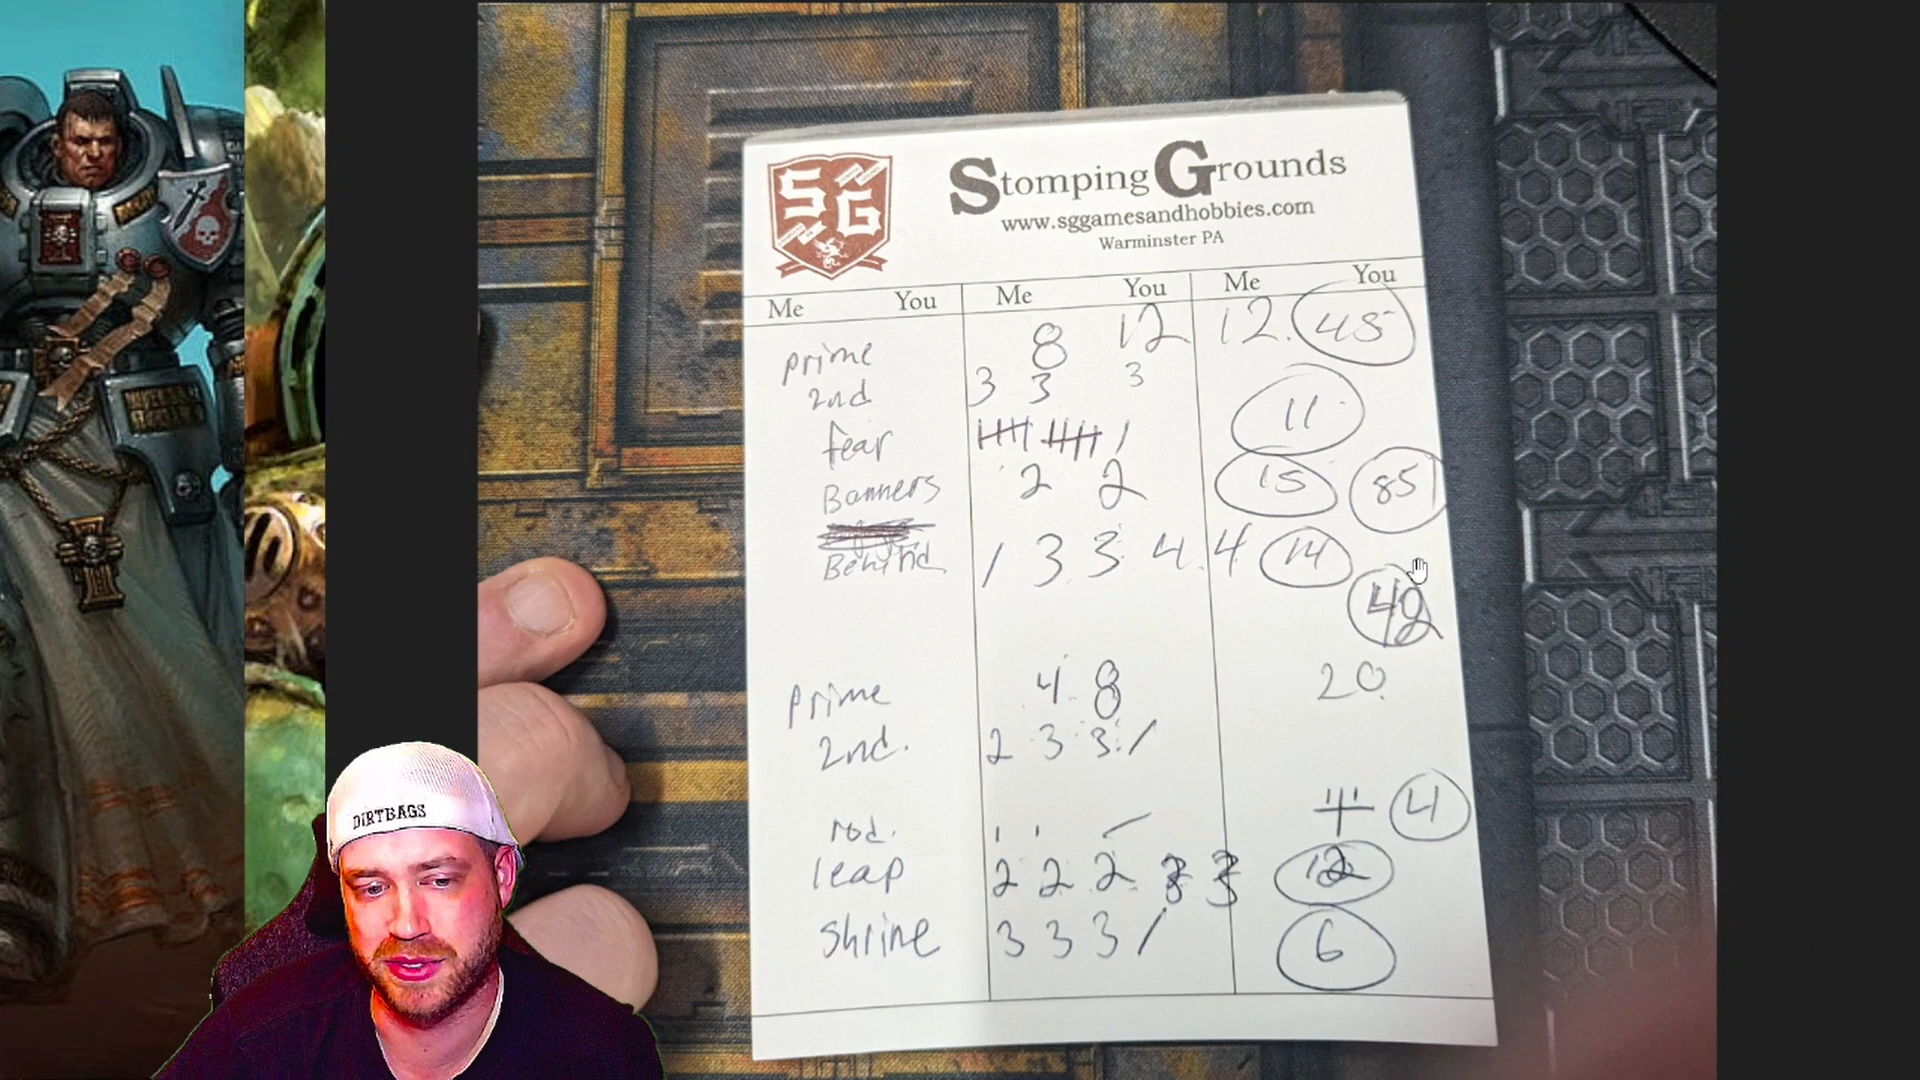 Stomping Grounds
www.sggamesandhobbies.com
Warminster PA
SG
Me You Me You Me You
prime 8 12 12. 45
2nd 3 3 3
fear 11
Banners 2 2 15 85
Behind 1 3 3 4 4 14
42
prime 4 8 20
2nd. 2 3 3 /
rod. 4
leap 2 2 2 3 3 12
shrine 3 3 3 / 6
DiRTBAGS